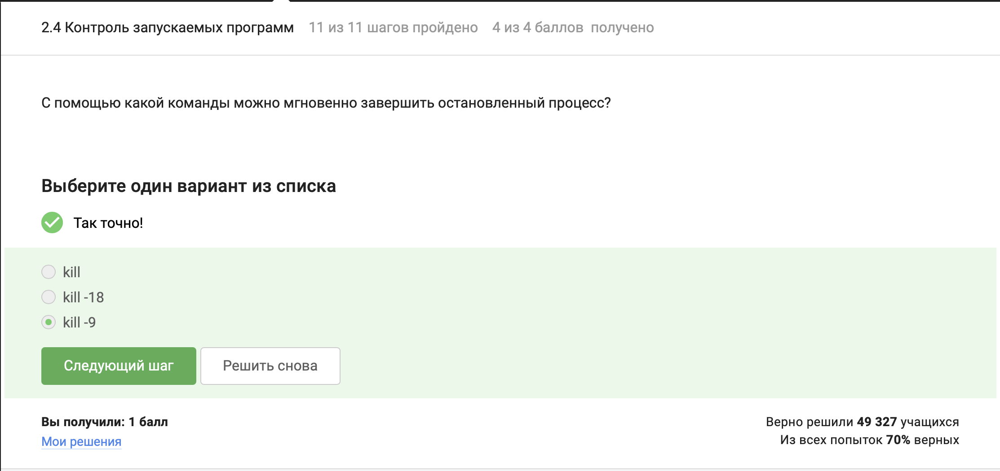 2.4 Контроль запускаемых программ 11 из 11 шагов пройдено 4 из 4 баллов получено
С помощью какой команды можно мгновенно завершить остановленный процесс?
Выберите один вариант из списка
Так точно!
kill
kill -18
kill -9
Следующий шаг Решить снова
Вы получили: 1 балл
Мои решения
Верно решили 49 327 учащихся
Из всех попыток 70% верных